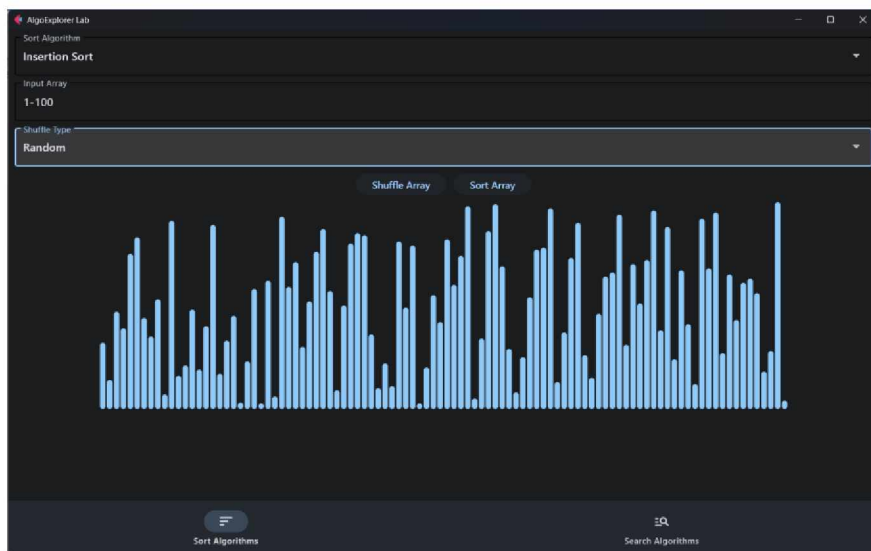 AlgoExplorer Lab
Sort Algorithm
Insertion Sort
Input Array
1-100
Shuffle Type
Random
Shuffle Array
Sort Array
Sort Algorithms
Search Algorithms